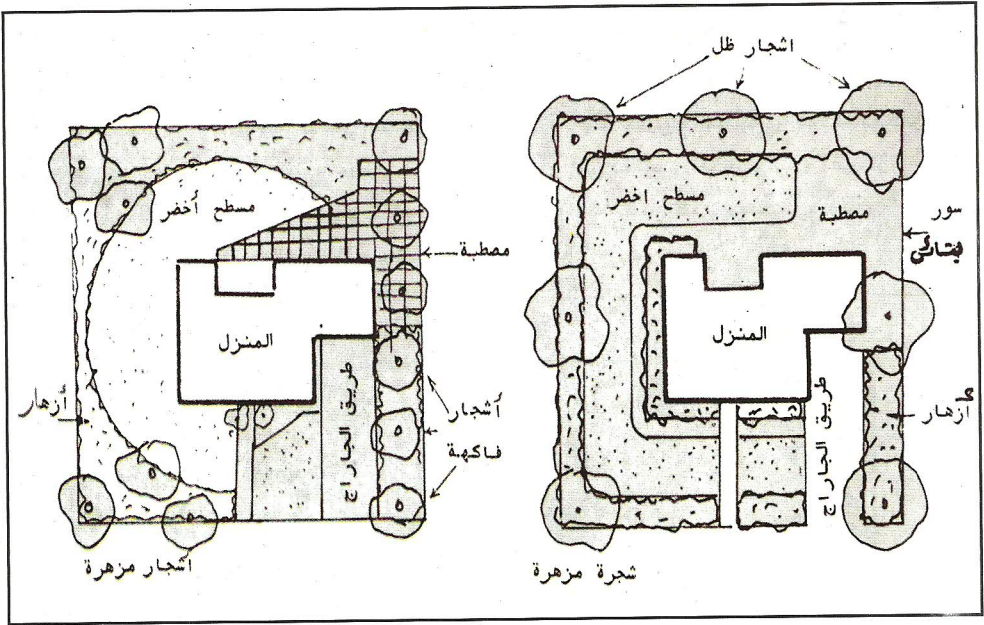 اشجار ظل
مسطح اخضر
مصطبة
سور
نباتي
المنزل
طريق الجاراج
أزهار
شجرة مزهرة
مسطح أخضر
مصطبة
المنزل
طريق الجاراج
أزهار
أشجار
فاكهة
اشجار مزهرة